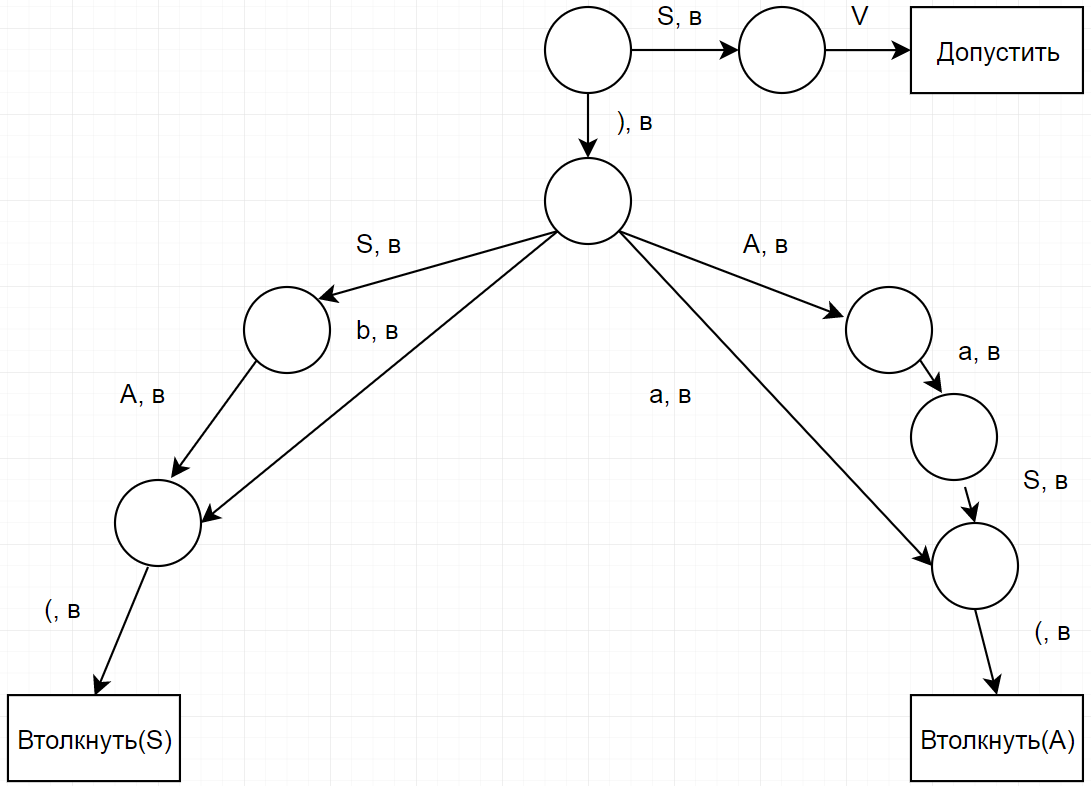 S, в
V
Допустить
), в
S, в
A, в
b, в
a, в
A, в
a, в
S, в
(, в
(, в
Втолкнуть(S)
Втолкнуть(A)